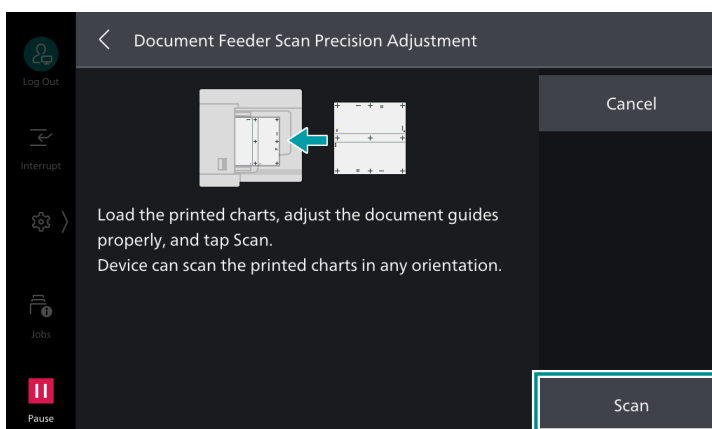 Document Feeder Scan Precision Adjustment
Log Out
Cancel
Interrupt
Load the printed charts, adjust the document guides
properly, and tap Scan.
Device can scan the printed charts in any orientation.
Jobs
Pause
Scan